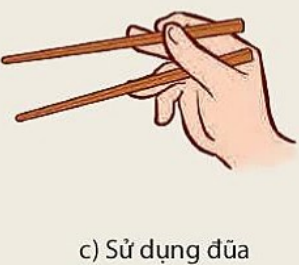 c) Sử dụng đũa